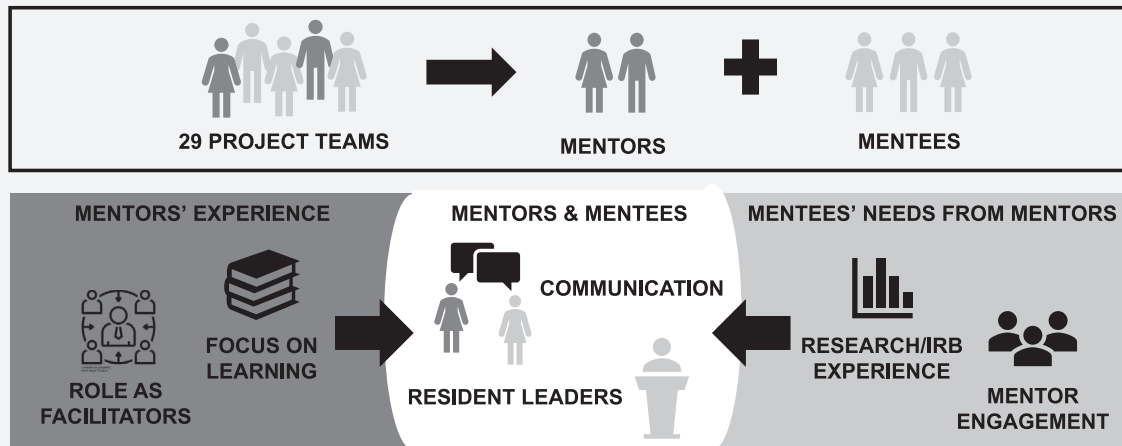 29 PROJECT TEAMS
MENTORS
MENTEES
MENTORS’ EXPERIENCE
ROLE AS
FACILITATORS
FOCUS ON
LEARNING
MENTORS & MENTEES
COMMUNICATION
RESIDENT LEADERS
MENTEES’ NEEDS FROM MENTORS
RESEARCH/IRB
EXPERIENCE
MENTOR
ENGAGEMENT